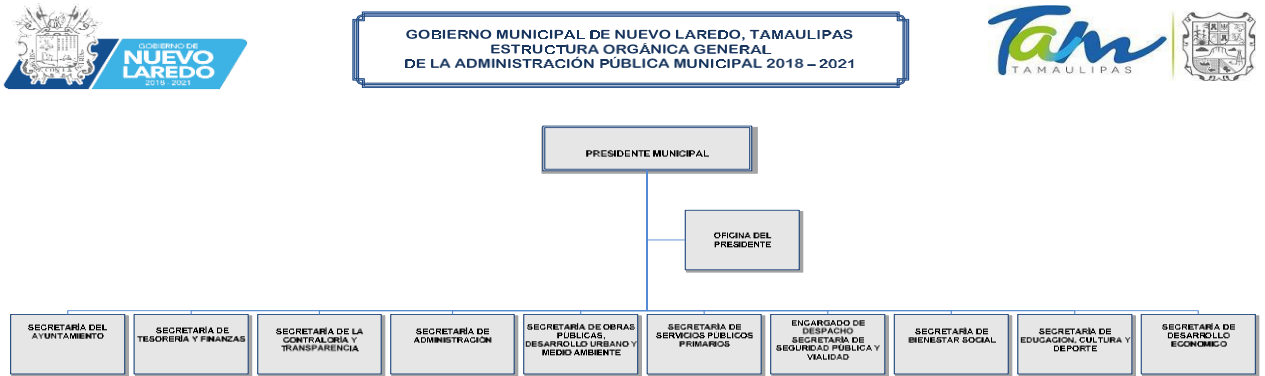 GOBIERNO DE
NUEVO
LAREDO
2018 - 2021
GOBIERNO MUNICIPAL DE NUEVO LAREDO, TAMAULIPAS
ESTRUCTURA ORGÁNICA GENERAL
DE LA ADMINISTRACIÓN PÚBLICA MUNICIPAL 2018 – 2021
Tam
TAMAULIPAS
PRESIDENTE MUNICIPAL
OFICINA DEL
PRESIDENTE
SECRETARÍA DEL
AYUNTAMIENTO
SECRETARÍA DE
TESORERÍA Y FINANZAS
SECRETARÍA DE LA
CONTRALORÍA Y
TRANSPARENCIA
SECRETARÍA DE
ADMINISTRACIÓN
SECRETARÍA DE OBRAS
PÚBLICAS,
DESARROLLO URBANO Y
MEDIO AMBIENTE
SECRETARÍA DE
SERVICIOS PÚBLICOS
PRIMARIOS
ENCARGADO DE
DESPACHO
SECRETARÍA DE
SEGURIDAD PÚBLICA Y
VIALIDAD
SECRETARÍA DE
BIENESTAR SOCIAL
SECRETARÍA DE
EDUCACIÓN, CULTURA Y
DEPORTE
SECRETARÍA DE
DESARROLLO
ECONÓMICO